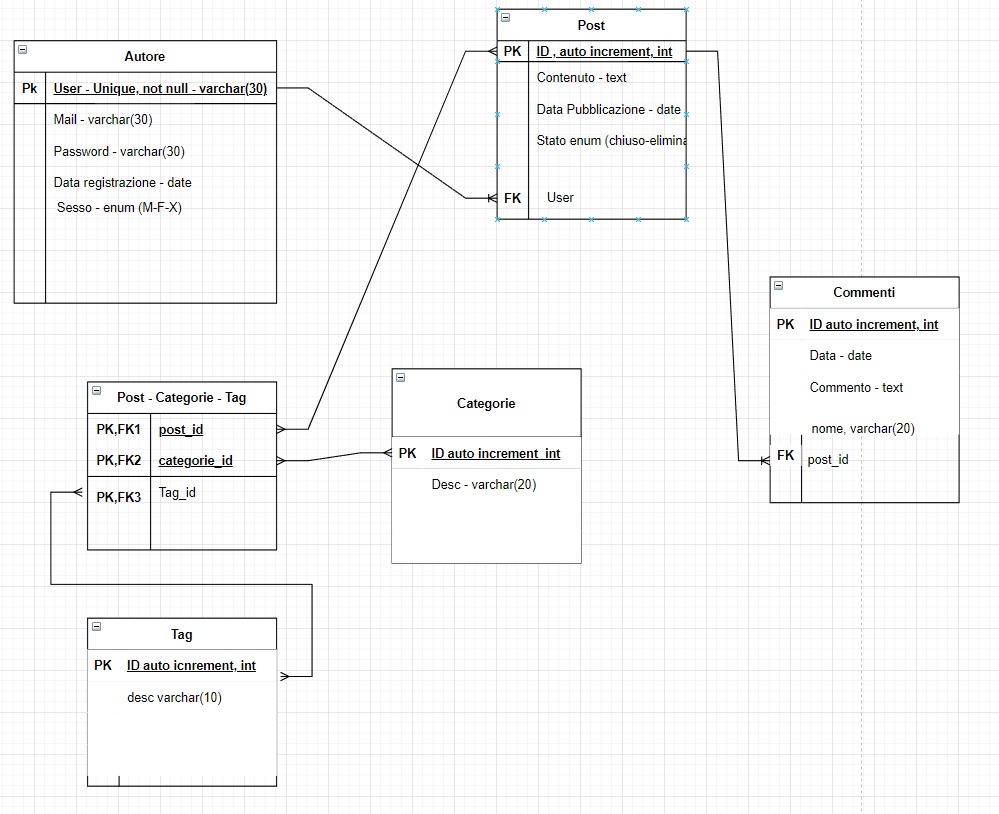 Autore
Pk User - Unique, not null - varchar(30)
Mail - varchar(30)
Password - varchar(30)
Data registrazione - date
Sesso - enum (M-F-X)
Post
PK ID , auto increment, int
Contenuto - text
Data Pubblicazione - date
Stato enum (chiuso-elimina
FK User
Commenti
PK ID auto increment, int
Data - date
Commento - text
nome, varchar(20)
FK post_id
Post - Categorie - Tag
PK,FK1 post_id
PK,FK2 categorie_id
PK,FK3 Tag_id
Categorie
PK ID auto increment int
Desc - varchar(20)
Tag
PK ID auto icnrement, int
desc varchar(10)